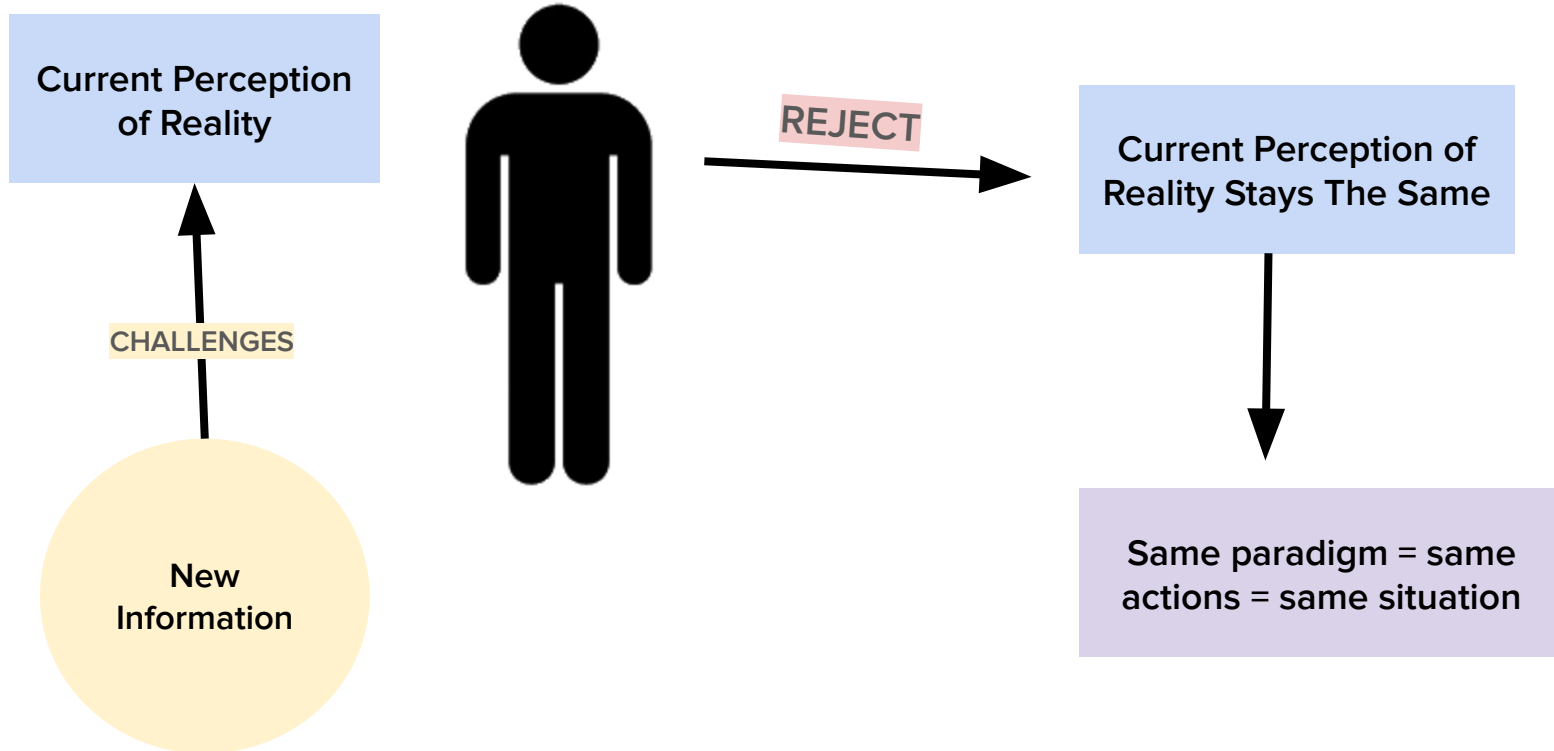 Current Perception
of Reality
CHALLENGES
New
Information
REJECT
Current Perception of
Reality Stays The Same
Same paradigm = same
actions = same situation